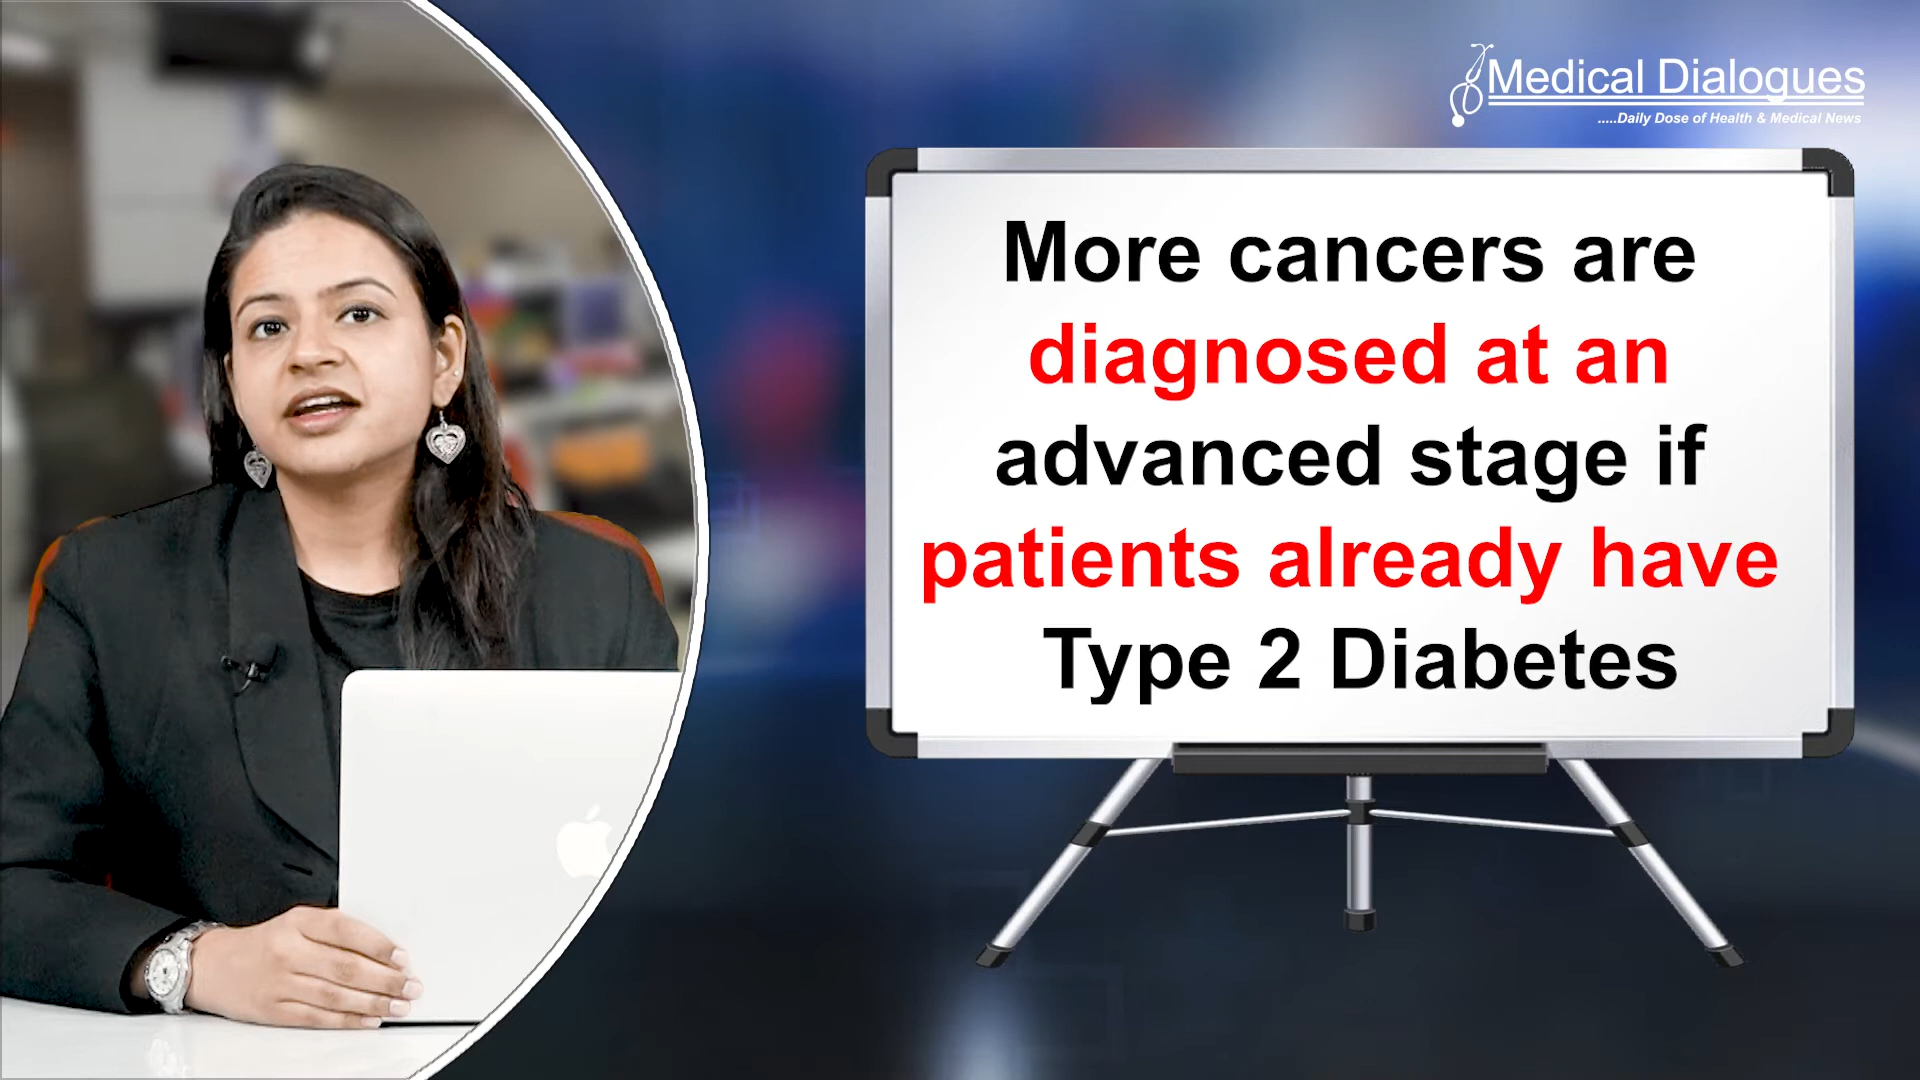 Medical Dialogues
.....Daily Dose of Health & Medical News
More cancers are
diagnosed at an
advanced stage if
patients already have
Type 2 Diabetes